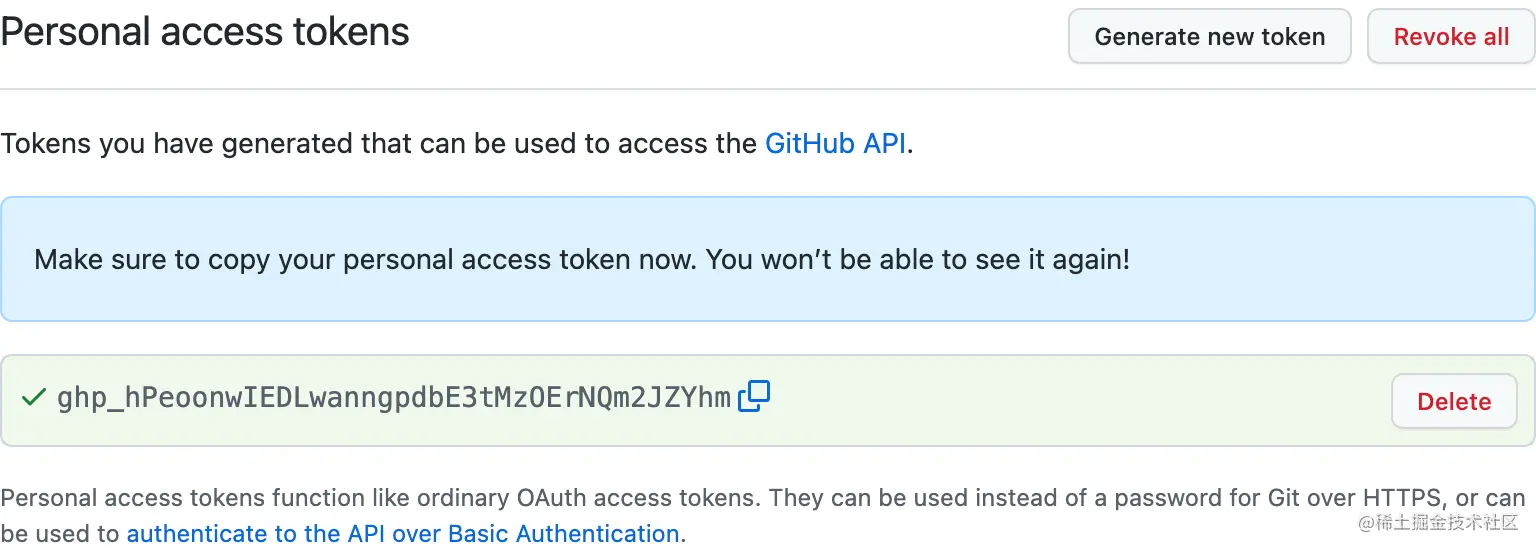 Personal access tokens
Generate new token
Revoke all
Tokens you have generated that can be used to access the GitHub API.
Make sure to copy your personal access token now. You won’t be able to see it again!
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
Delete
Personal access tokens function like ordinary OAuth access tokens. They can be used instead of a password for Git over HTTPS, or can
be used to authenticate to the API over Basic Authentication.
@稀土掘金技术社区